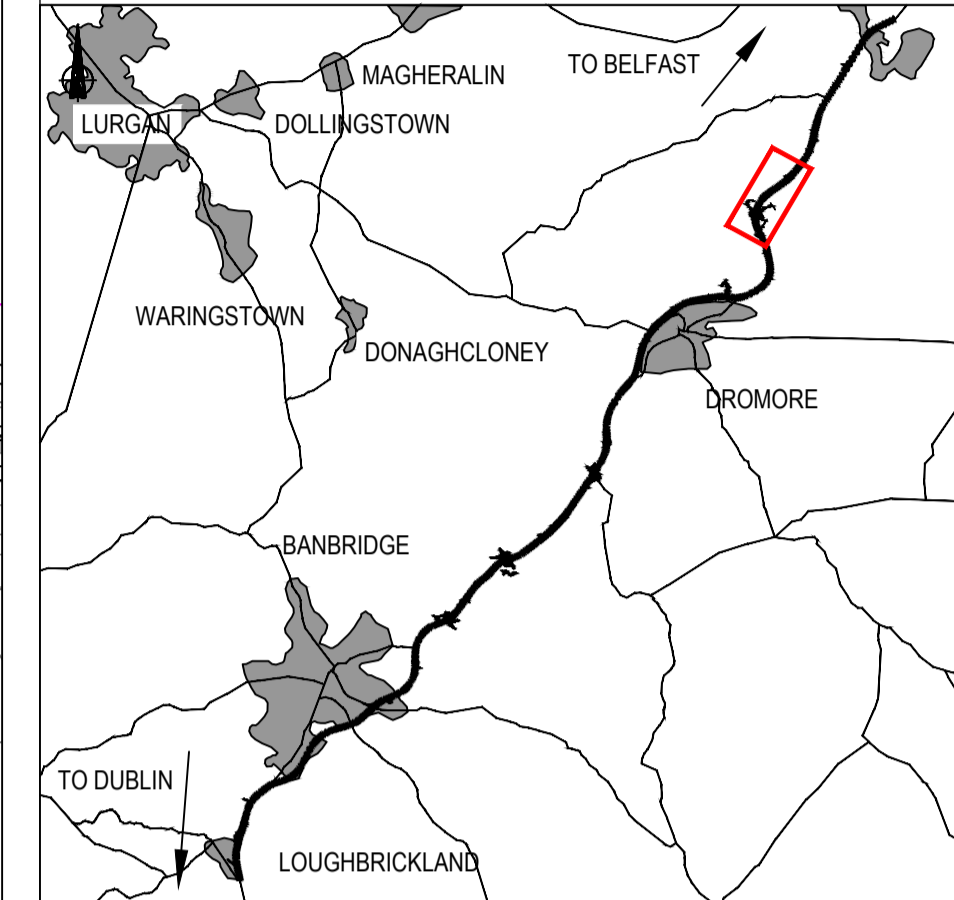 TO BELFAST
MAGHERALIN
LURGAN
DOLLINGSTOWN
WARINGSTOWN
DONAGHCLONEY
DROMORE
BANBRIDGE
TO DUBLIN
LOUGHBRICKLAND